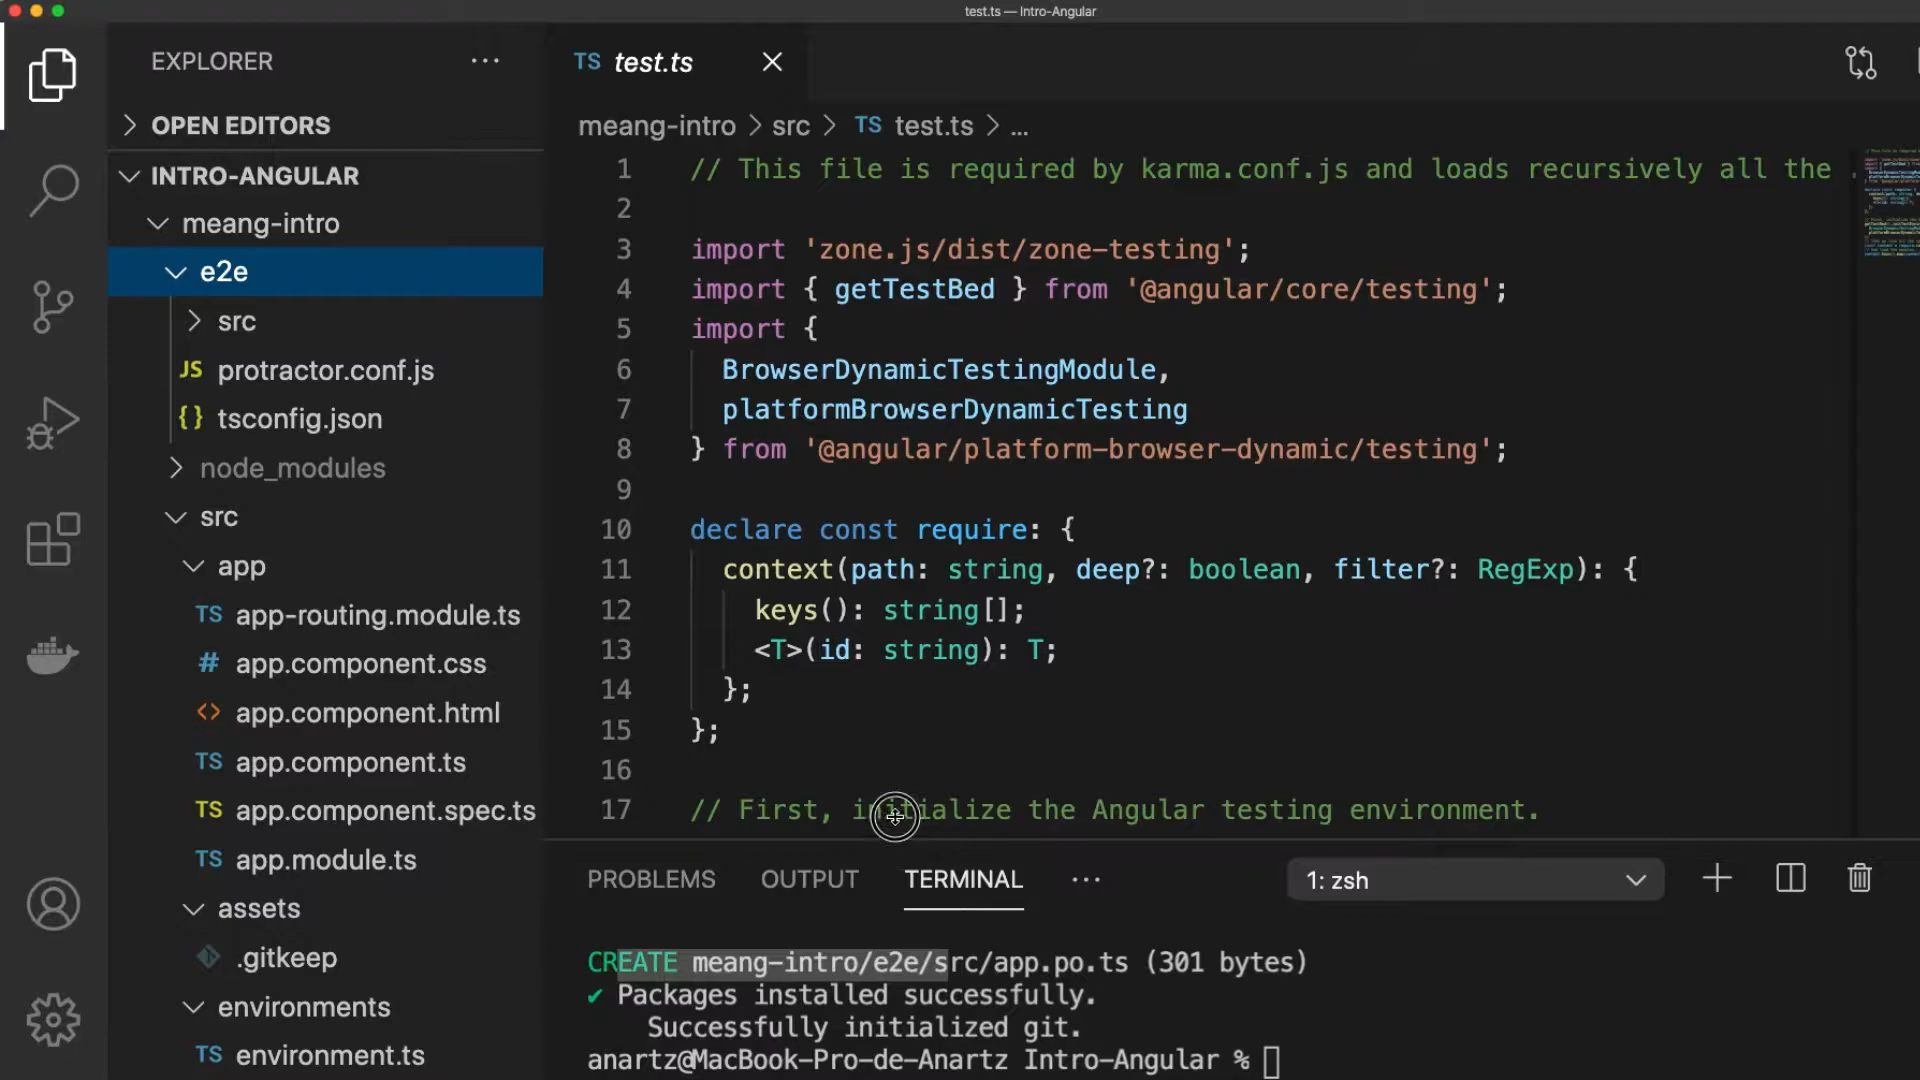 test.ts — Intro-Angular
EXPLORER
OPEN EDITORS
INTRO-ANGULAR
meang-intro
e2e
src
JS protractor.conf.js
{} tsconfig.json
node_modules
src
app
TS app-routing.module.ts
# app.component.css
<> app.component.html
TS app.component.ts
TS app.component.spec.ts
TS app.module.ts
assets
.gitkeep
environments
TS environment.ts
TS test.ts
meang-intro > src > TS test.ts > ...
1 // This file is required by karma.conf.js and loads recursively all the .
2
3 import 'zone.js/dist/zone-testing';
4 import { getTestBed } from '@angular/core/testing';
5 import {
6 BrowserDynamicTestingModule,
7 platformBrowserDynamicTesting
8 } from '@angular/platform-browser-dynamic/testing';
9
10 declare const require: {
11 context(path: string, deep?: boolean, filter?: RegExp): {
12 keys(): string[];
13 <T>(id: string): T;
14 };
15 };
16
17 // First, initialize the Angular testing environment.
PROBLEMS OUTPUT TERMINAL ... 1: zsh
CREATE meang-intro/e2e/src/app.po.ts (301 bytes)
✔ Packages installed successfully.
Successfully initialized git.
anartz@MacBook-Pro-de-Anartz Intro-Angular %